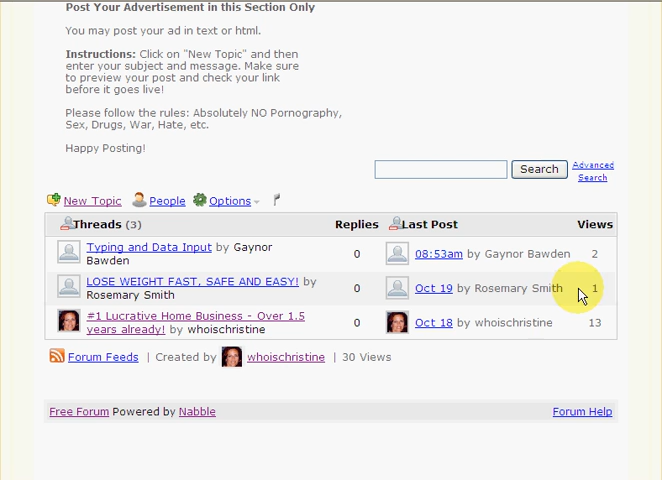 Post Your Advertisement in this Section Only
You may post your ad in text or html.
Instructions: Click on "New Topic" and then
enter your subject and message. Make sure
to preview your post and check your link
before it goes live!
Please follow the rules: Absolutely NO Pornography,
Sex, Drugs, War, Hate, etc.
Happy Posting!
Search Advanced
Search
New Topic People Options
Threads (3) Replies Last Post Views
Typing and Data Input by Gaynor
Bawden 0 08:53am by Gaynor Bawden 2
LOSE WEIGHT FAST, SAFE AND EASY! by
Rosemary Smith 0 Oct 19 by Rosemary Smith 1
#1 Lucrative Home Business - Over 1.5
years already! by whoischristine 0 Oct 18 by whoischristine 13
Forum Feeds | Created by whoischristine | 30 Views
Free Forum Powered by Nabble Forum Help